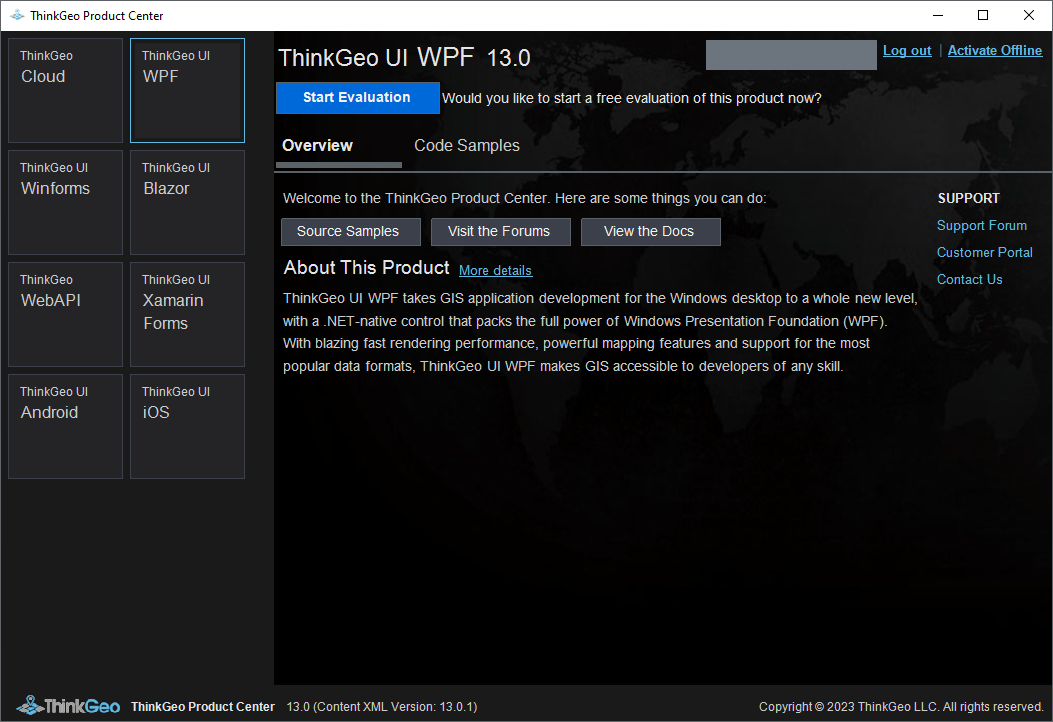 ThinkGeo Product Center
ThinkGeo
Cloud
ThinkGeo UI
WPF
ThinkGeo UI
Winforms
ThinkGeo UI
Blazor
ThinkGeo
WebAPI
ThinkGeo UI
Xamarin
Forms
ThinkGeo UI
Android
ThinkGeo UI
iOS
ThinkGeo UI WPF 13.0
Log out | Activate Offline
Start Evaluation Would you like to start a free evaluation of this product now?
Overview Code Samples
Welcome to the ThinkGeo Product Center. Here are some things you can do:
Source Samples Visit the Forums View the Docs
About This Product More details
ThinkGeo UI WPF takes GIS application development for the Windows desktop to a whole new level,
with a .NET-native control that packs the full power of Windows Presentation Foundation (WPF).
With blazing fast rendering performance, powerful mapping features and support for the most
popular data formats, ThinkGeo UI WPF makes GIS accessible to developers of any skill.
SUPPORT
Support Forum
Customer Portal
Contact Us
ThinkGeo ThinkGeo Product Center 13.0 (Content XML Version: 13.0.1)
Copyright © 2023 ThinkGeo LLC. All rights reserved.